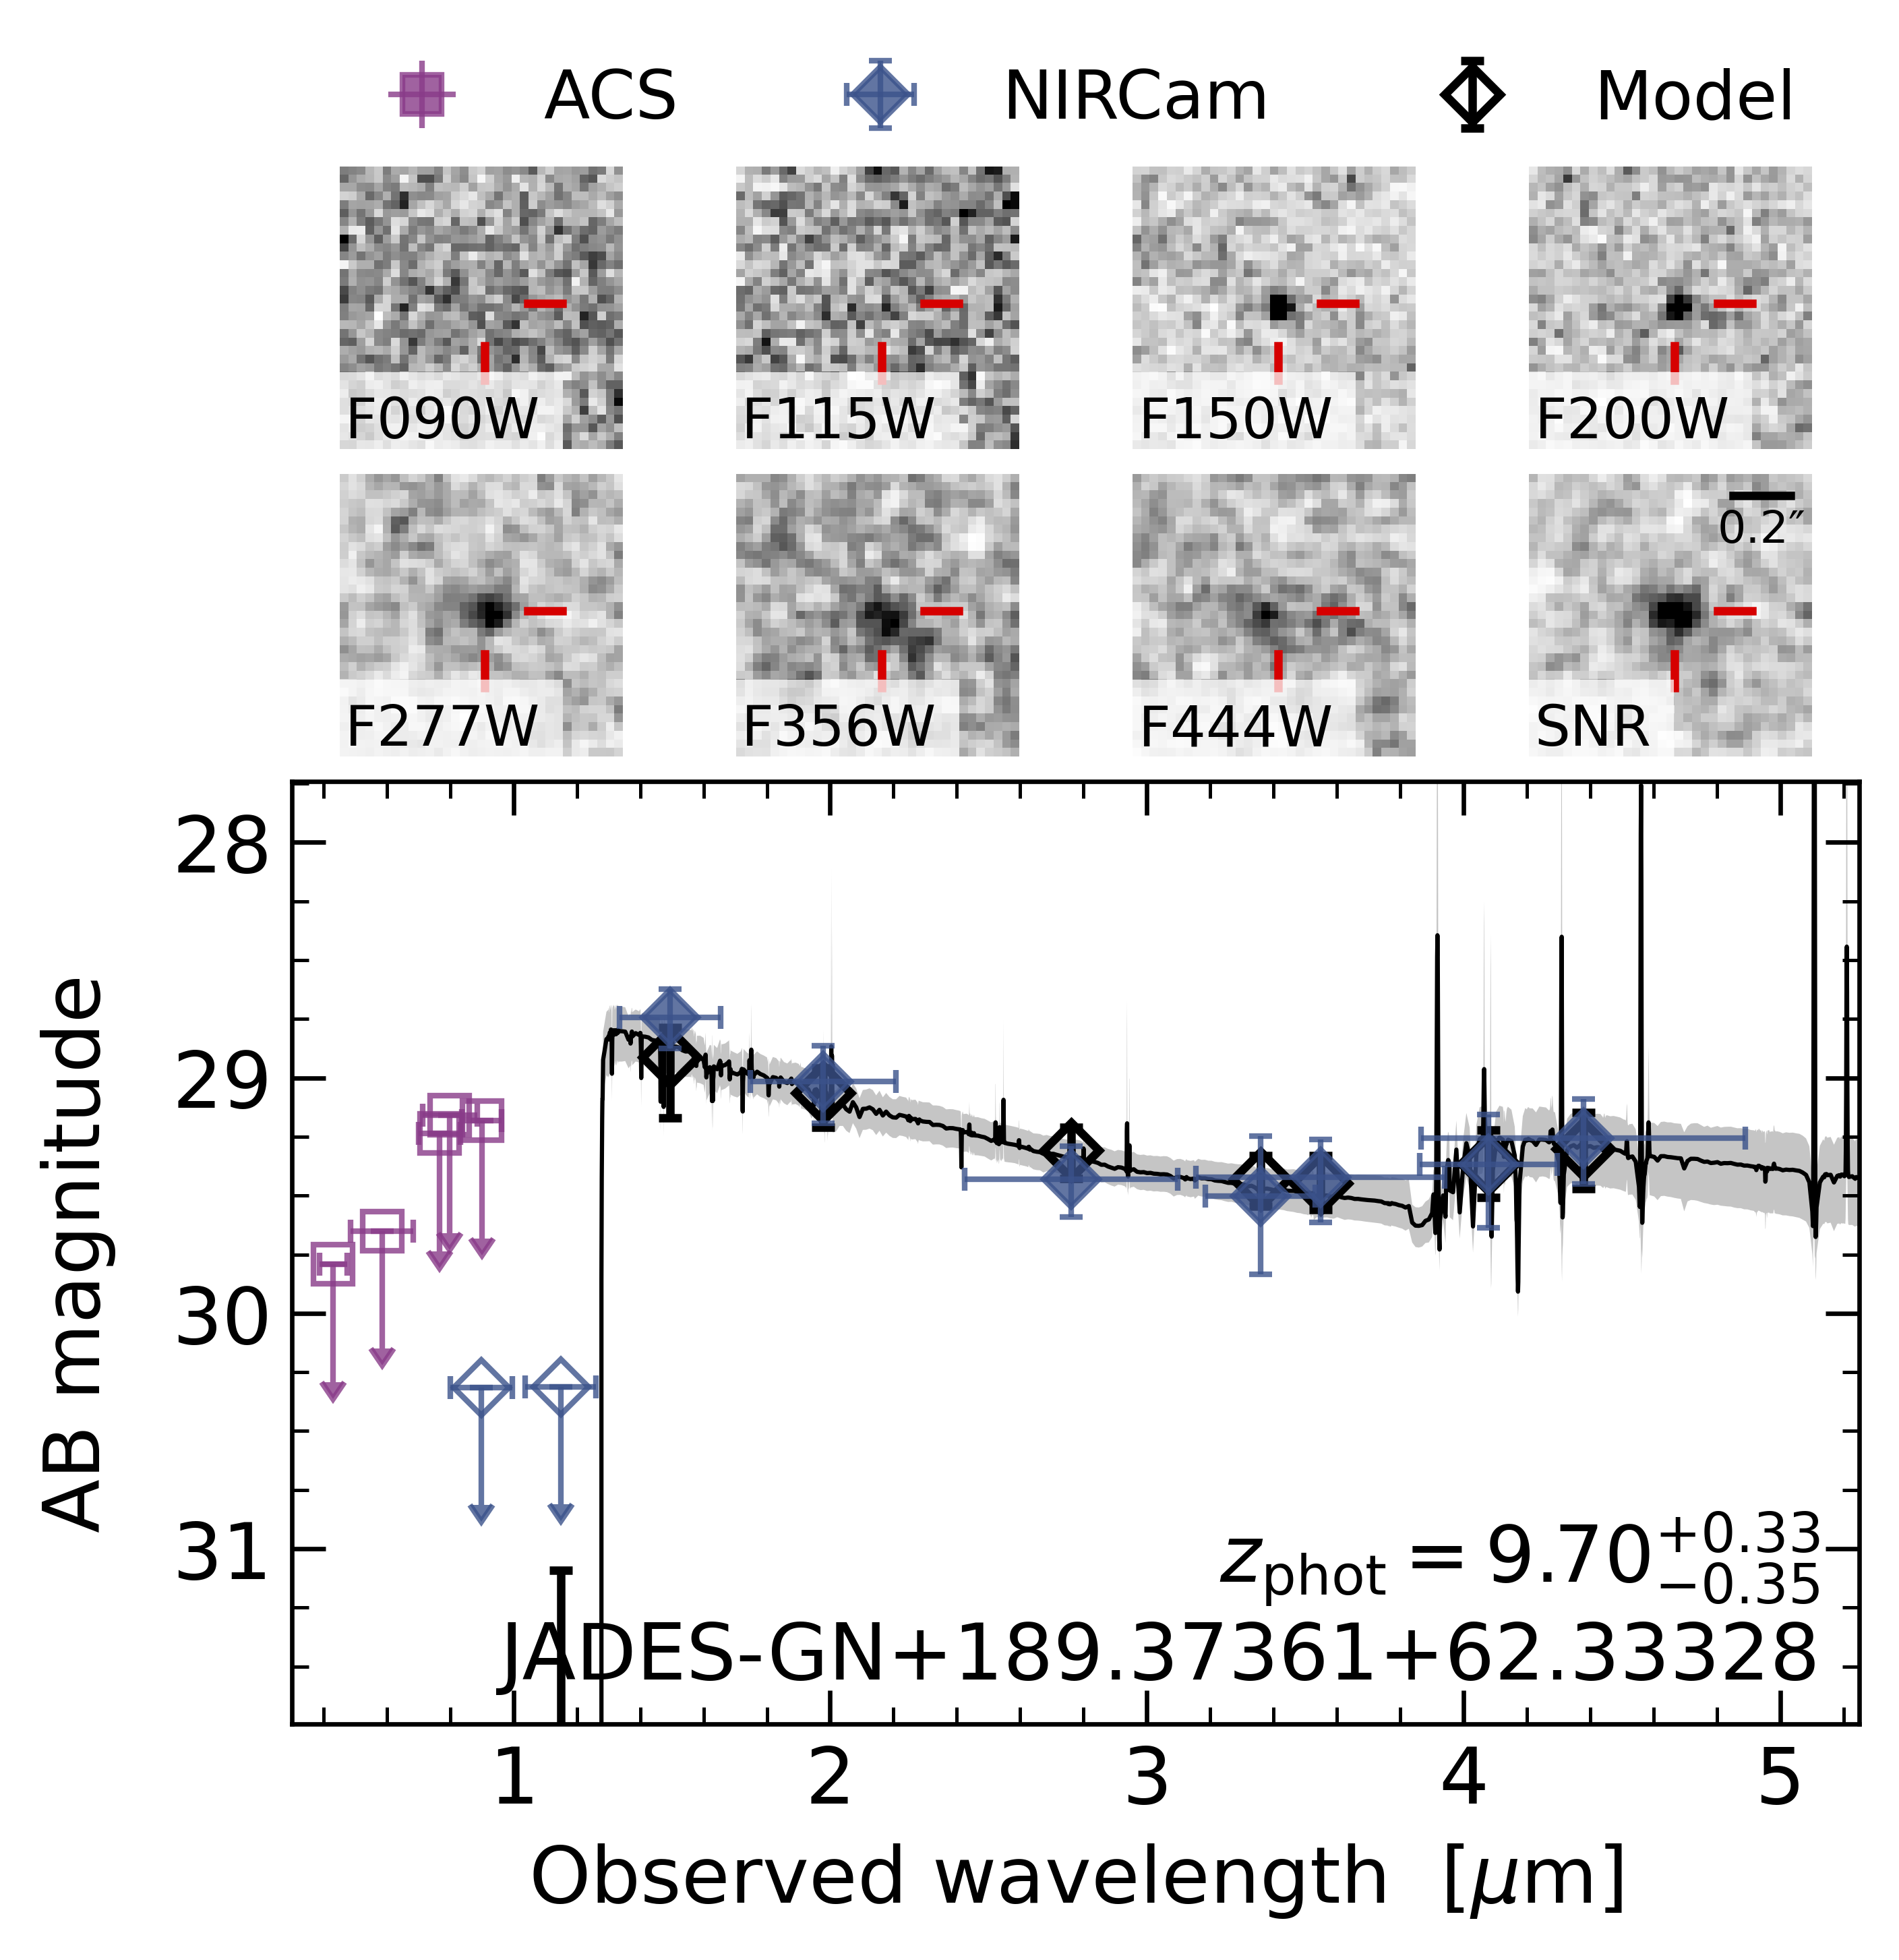 ACS NIRCam Model
F090W F115W F150W F200W
0.2″
F277W F356W F444W SNR
28
29
30
31
AB magnitude
z_phot = 9.70 +0.33 −0.35
JADES-GN+189.37361+62.33328
1 2 3 4 5
Observed wavelength [μm]